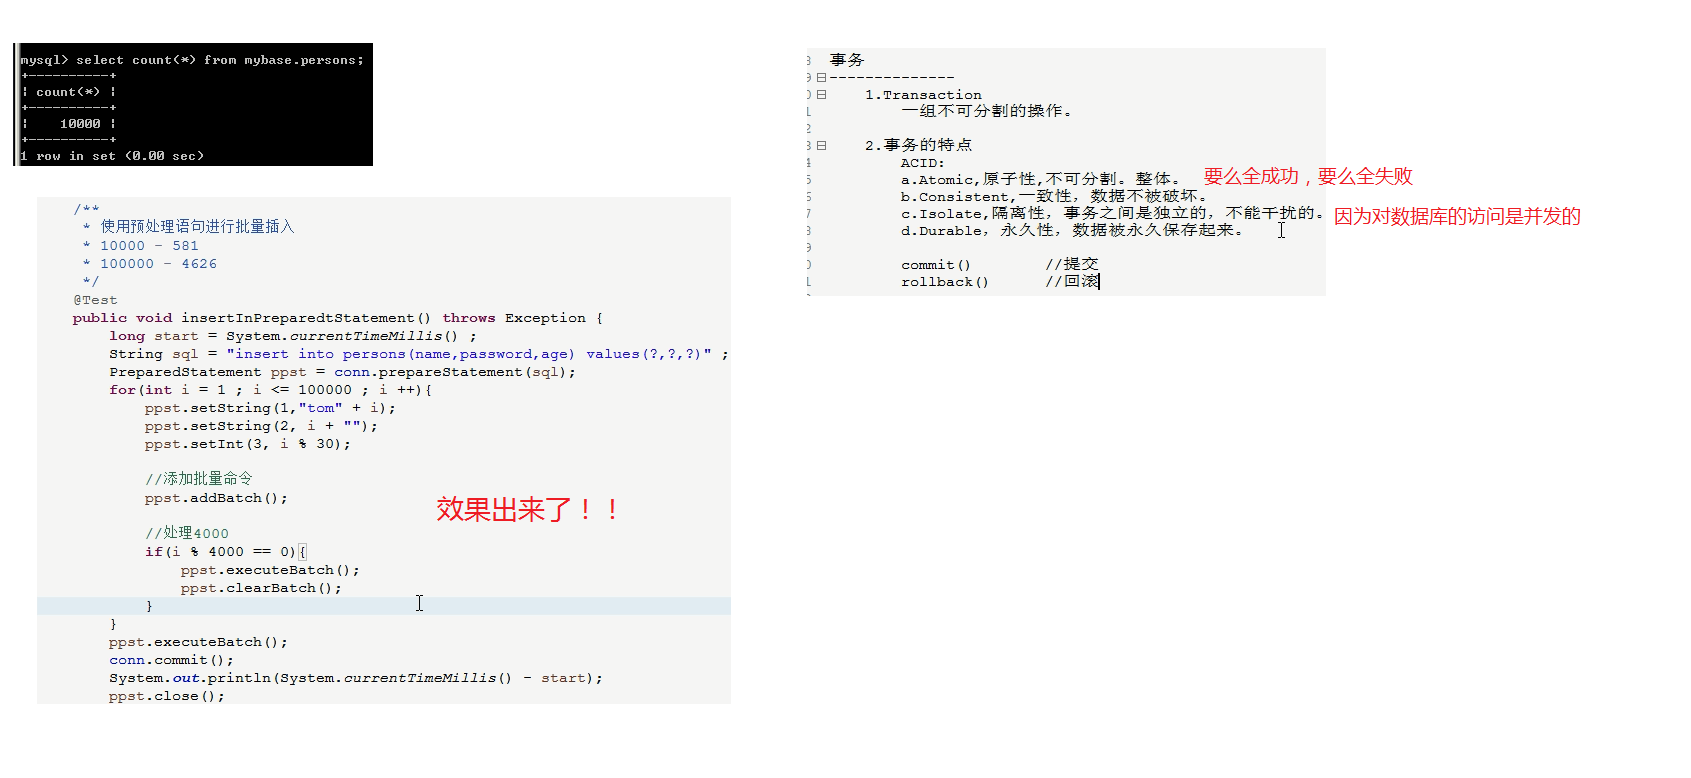 mysql> select count(*) from mybase.persons;
+----------+
| count(*) |
+----------+
|    10000 |
+----------+
1 row in set (0.00 sec)
/**
 * 使用预处理语句进行批量插入
 * 10000 - 581
 * 100000 - 4626
 */
@Test
public void insertInPreparedtStatement() throws Exception {
    long start = System.currentTimeMillis() ;
    String sql = "insert into persons(name,password,age) values(?,?,?)" ;
    PreparedStatement ppst = conn.prepareStatement(sql);
    for(int i = 1 ; i <= 100000 ; i ++){
        ppst.setString(1,"tom" + i);
        ppst.setString(2, i + "");
        ppst.setInt(3, i % 30);
        //添加批量命令
        ppst.addBatch();
效果出来了！！
        //处理4000
        if(i % 4000 == 0){
            ppst.executeBatch();
            ppst.clearBatch();
        }
    }
    ppst.executeBatch();
    conn.commit();
    System.out.println(System.currentTimeMillis() - start);
    ppst.close();
事务
--------------
    1.Transaction
        一组不可分割的操作。
    2.事务的特点
        ACID:
        a.Atomic,原子性,不可分割。整体。 要么全成功，要么全失败
        b.Consistent,一致性, 数据不被破坏。
        c.Isolate,隔离性, 事务之间是独立的, 不能干扰的。 因为对数据库的访问是并发的
        d.Durable, 永久性, 数据被永久保存起来。
        commit()        //提交
        rollback()      //回滚